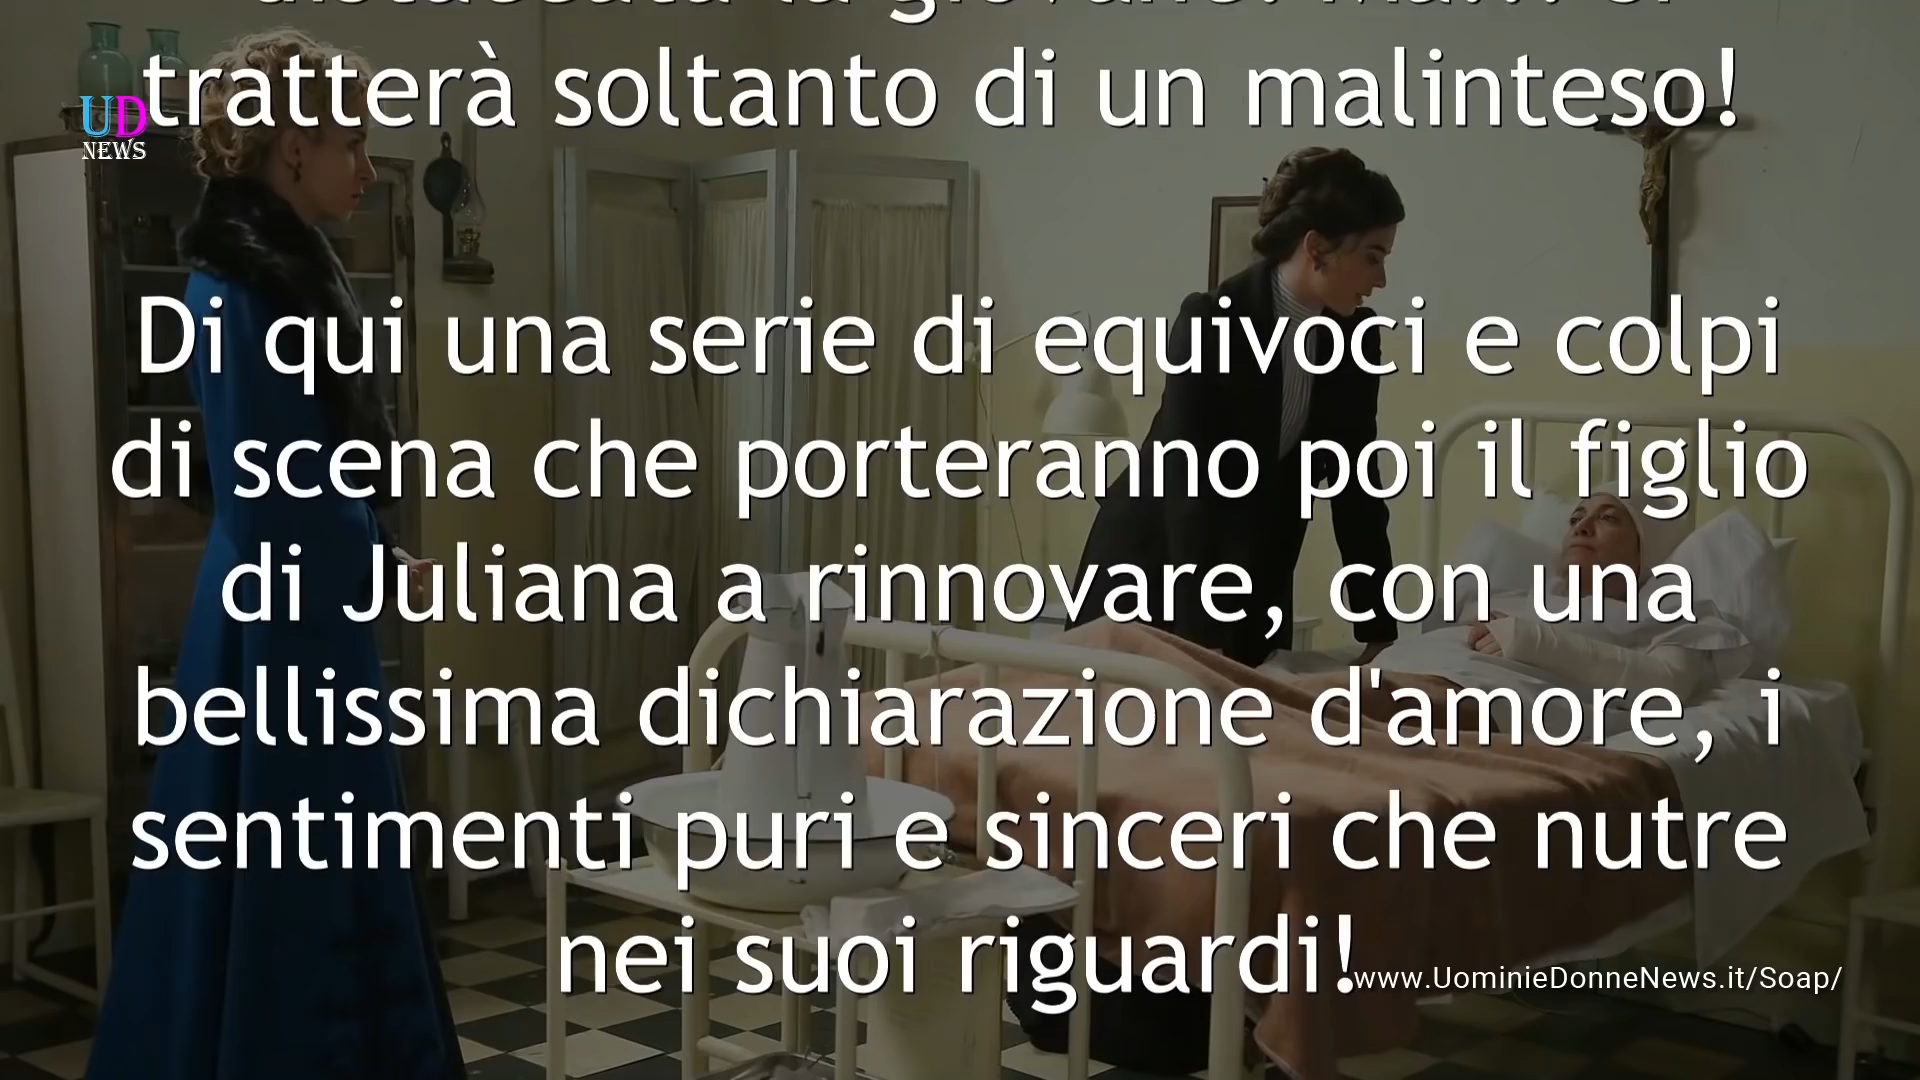 tratterà soltanto di un malinteso!
UD
NEWS
Di qui una serie di equivoci e colpi
di scena che porteranno poi il figlio
di Juliana a rinnovare, con una
bellissima dichiarazione d'amore, i
sentimenti puri e sinceri che nutre
nei suoi riguardi!
www.UominieDonneNews.it/Soap/